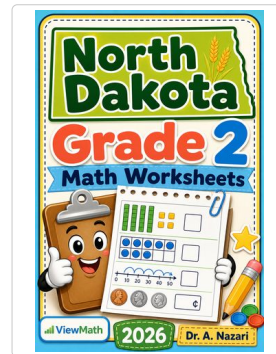 North
Dakota
Grade 2
Math Worksheets
0 10 20 30 40 50
¢
ViewMath
2026
Dr. A. Nazari